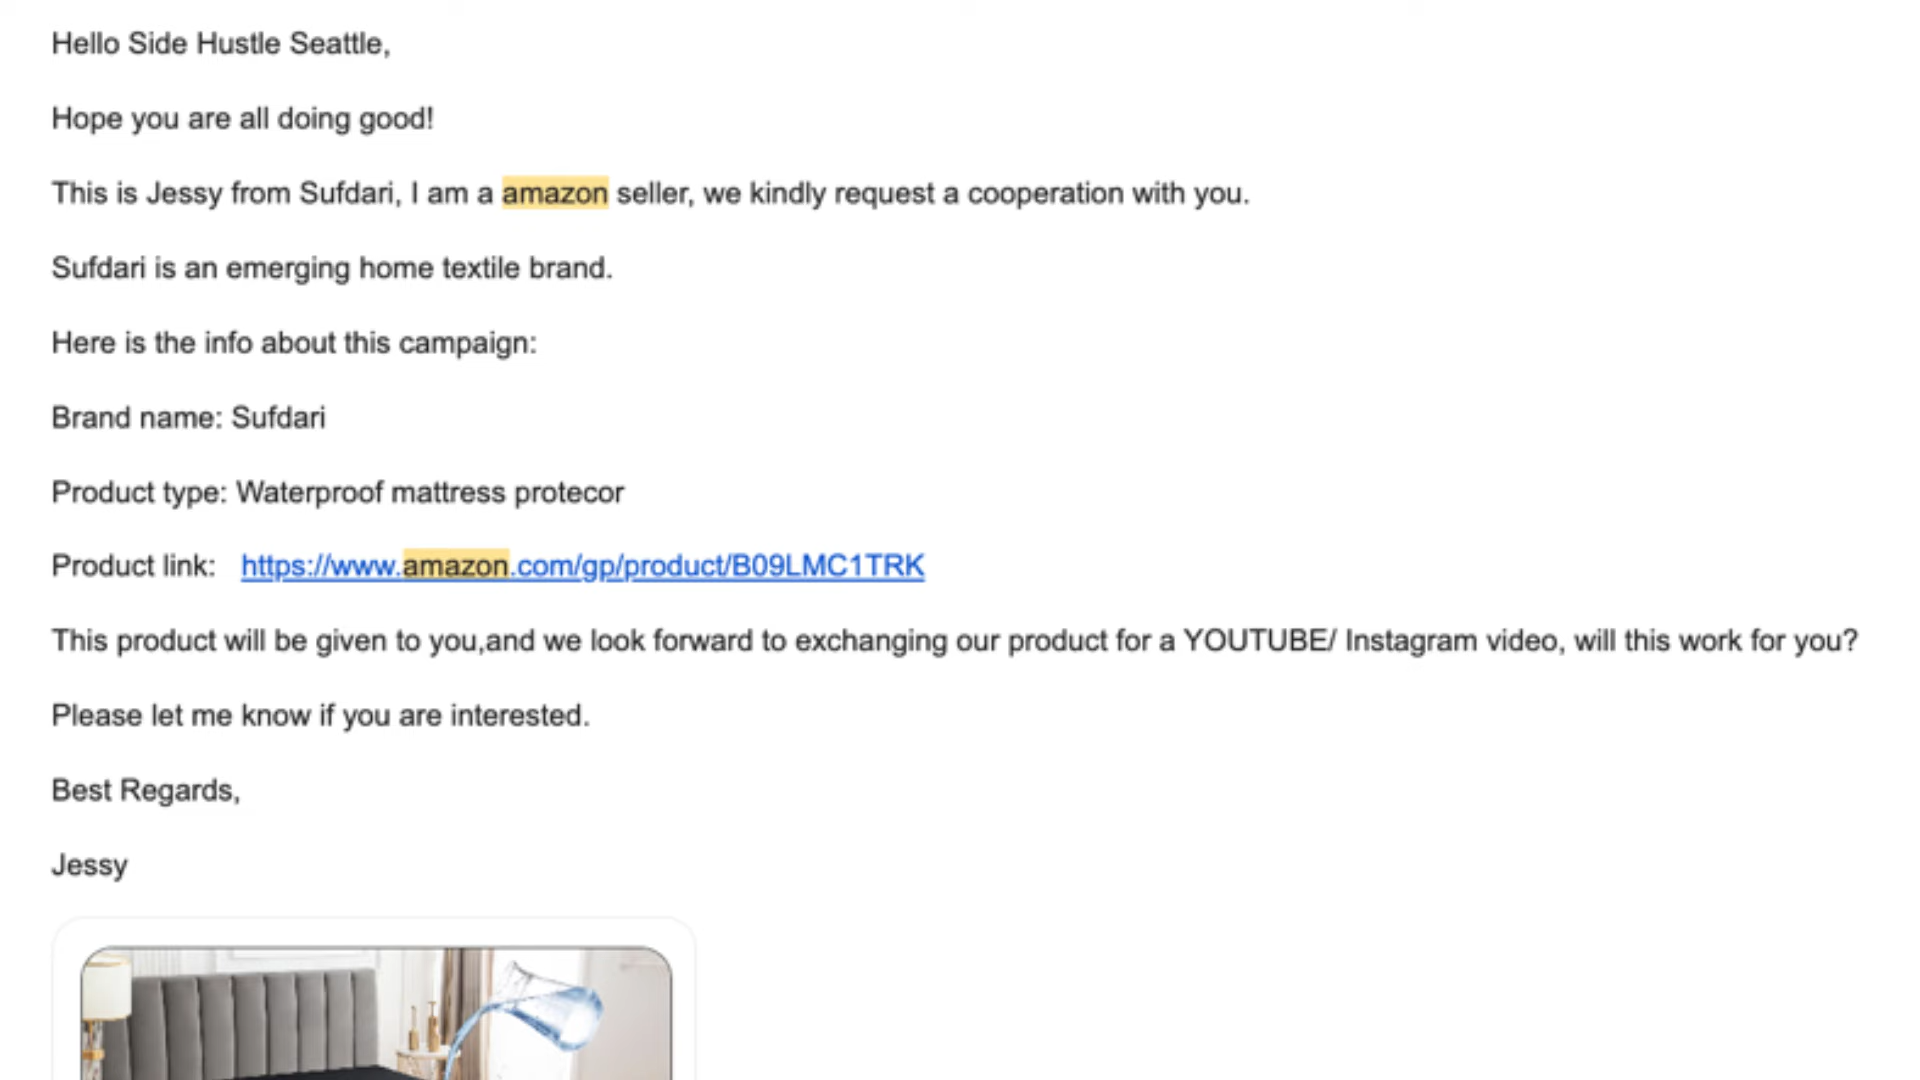 Hello Side Hustle Seattle,
Hope you are all doing good!
This is Jessy from Sufdari, I am a amazon seller, we kindly request a cooperation with you.
Sufdari is an emerging home textile brand.
Here is the info about this campaign:
Brand name: Sufdari
Product type: Waterproof mattress protecor
Product link: https://www.amazon.com/gp/product/B09LMC1TRK
This product will be given to you,and we look forward to exchanging our product for a YOUTUBE/ Instagram video, will this work for you?
Please let me know if you are interested.
Best Regards,
Jessy